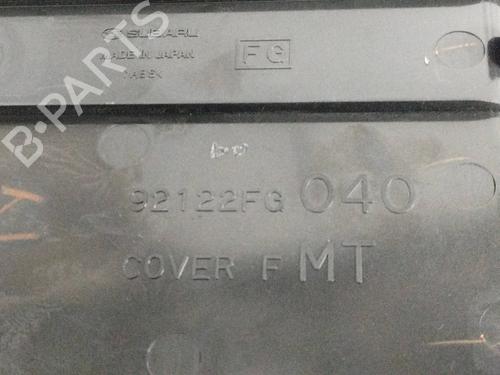 SUBARU
MADE IN JAPAN
FG
92122FG 040
COVER F MT
B-PARTS